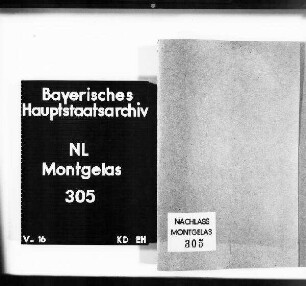 Bayerisches
Hauptstaatsarchiv
NL
Montgelas
305
V- 16 KD EH
NACHLASS
MONTGELAS
305